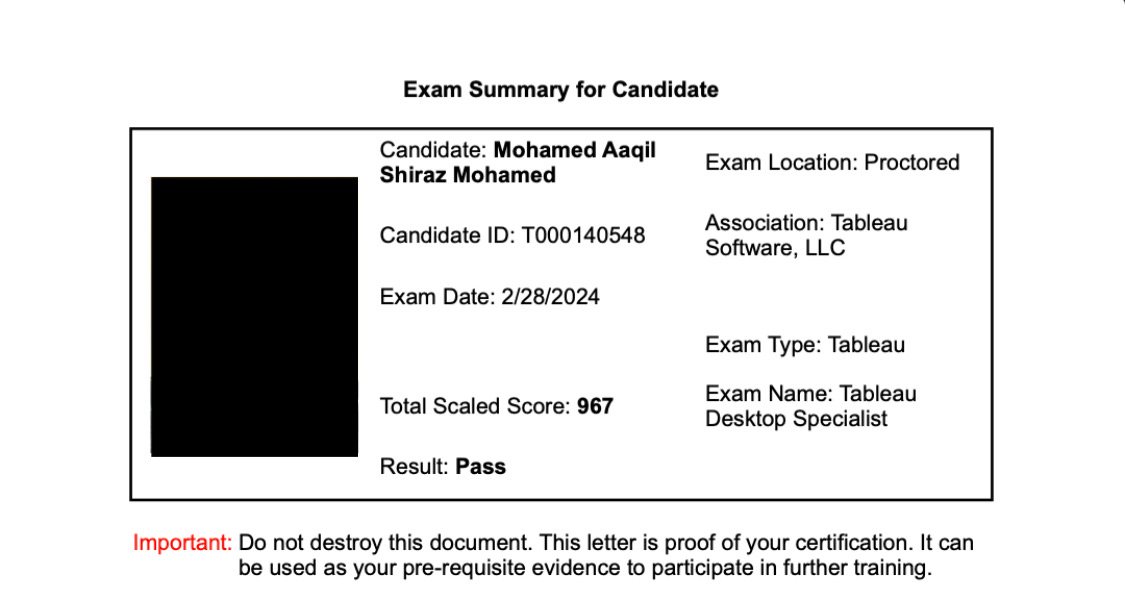 Exam Summary for Candidate
Candidate: Mohamed Aaqil
Shiraz Mohamed
Candidate ID: T000140548
Exam Date: 2/28/2024
Total Scaled Score: 967
Result: Pass
Exam Location: Proctored
Association: Tableau
Software, LLC
Exam Type: Tableau
Exam Name: Tableau
Desktop Specialist
Important: Do not destroy this document. This letter is proof of your certification. It can
be used as your pre-requisite evidence to participate in further training.